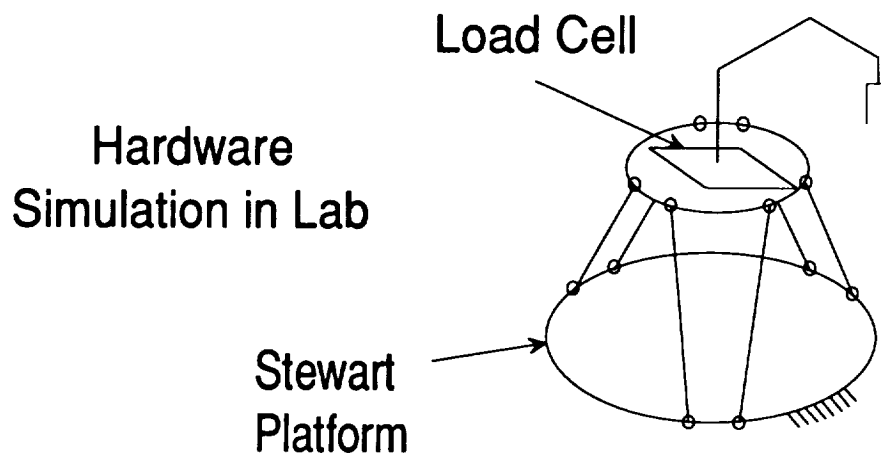 Load Cell
Hardware
Simulation in Lab
Stewart
Platform